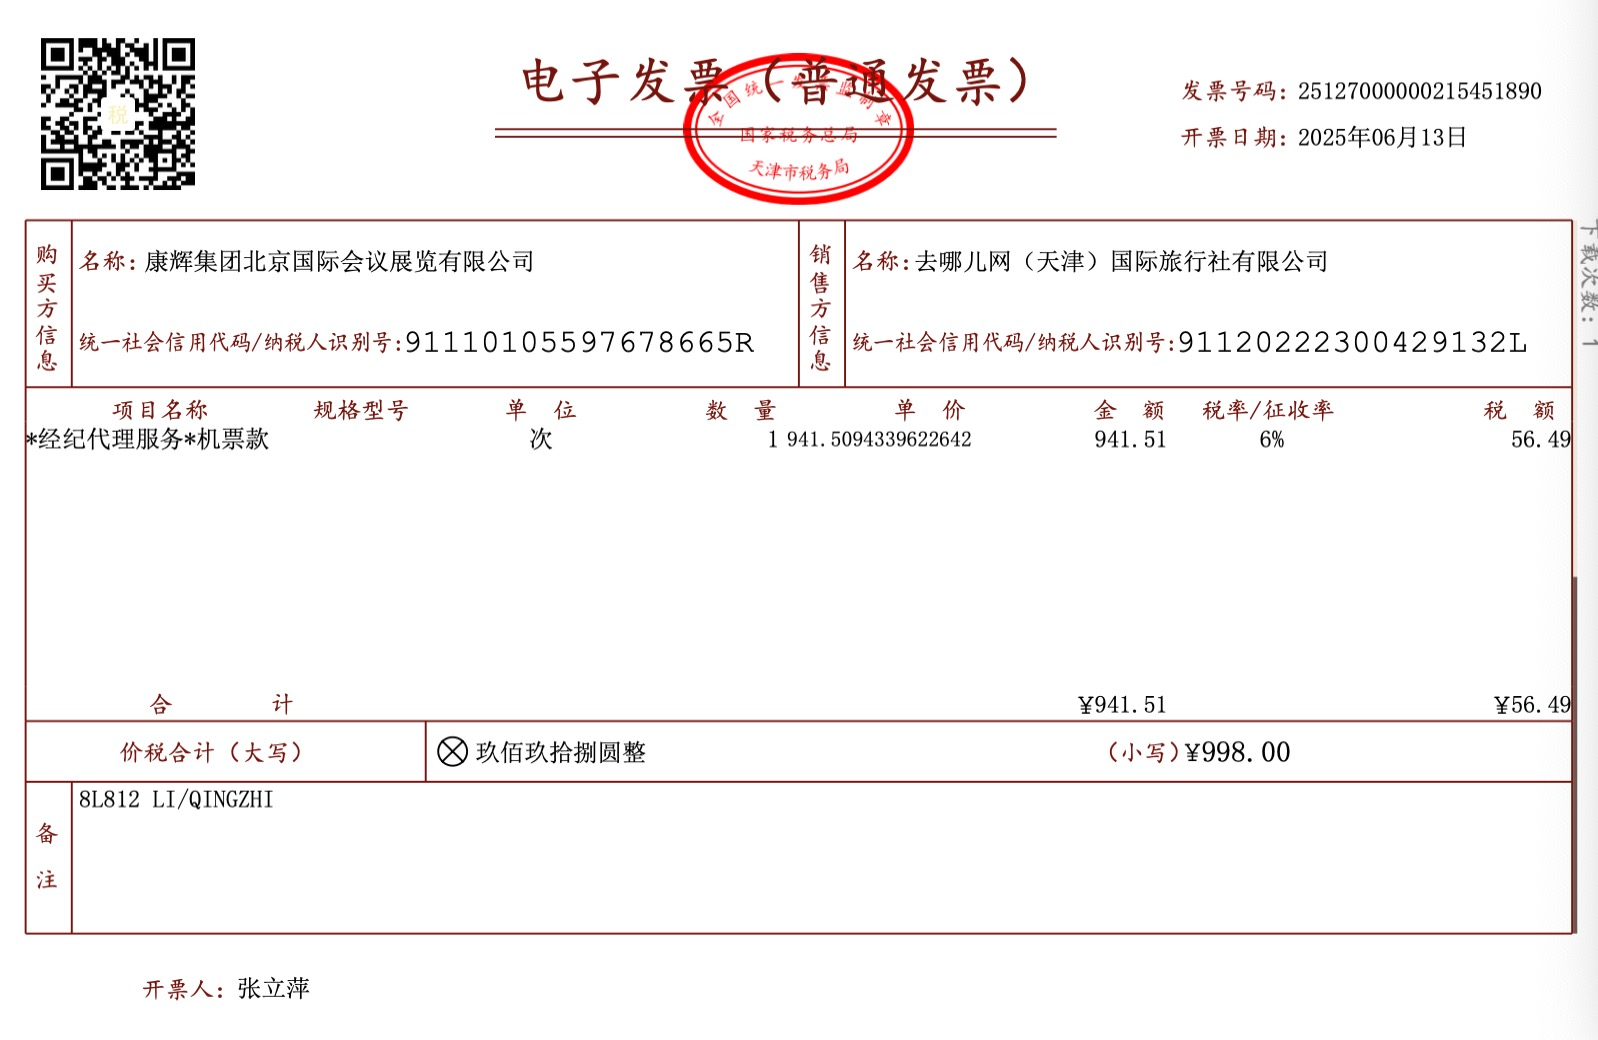 电子发票（普通发票）
全国统一发票监制章
国家税务总局
天津市税务局
税
发票号码：25127000000215451890
开票日期：2025年06月13日
下载次数：1
购买方信息
名称：康辉集团北京国际会议展览有限公司
统一社会信用代码/纳税人识别号：91110105597678665R
销售方信息
名称：去哪儿网（天津）国际旅行社有限公司
统一社会信用代码/纳税人识别号：91120222300429132L
项目名称 规格型号 单位 数量 单价 金额 税率/征收率 税额
*经纪代理服务*机票款 次 1 941.5094339622642 941.51 6% 56.49
合计 ¥941.51 ¥56.49
价税合计（大写） 玖佰玖拾捌圆整 （小写）¥998.00
备注
8L812 LI/QINGZHI
开票人：张立萍